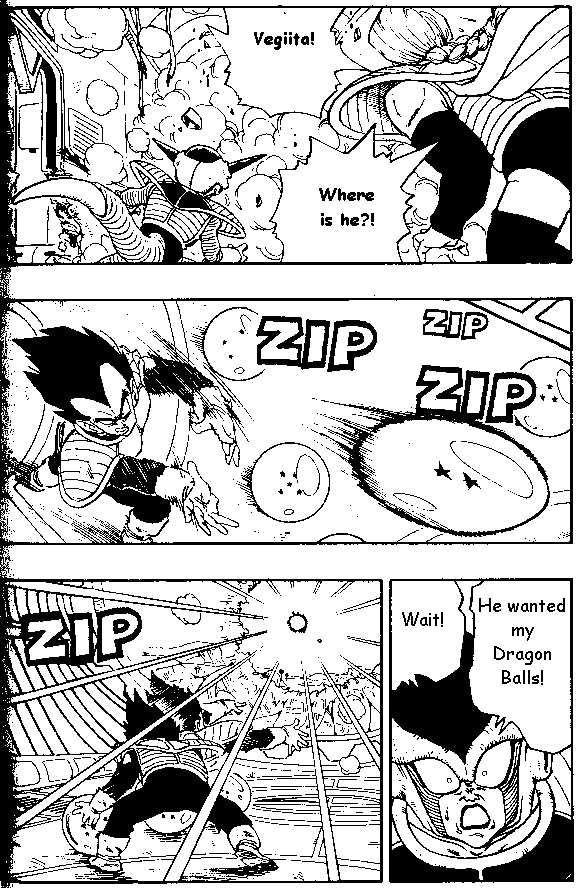 Vegiita!
Where
is he?!
ZIP
ZIP
ZIP
ZIP
Wait!
He wanted
my
Dragon
Balls!